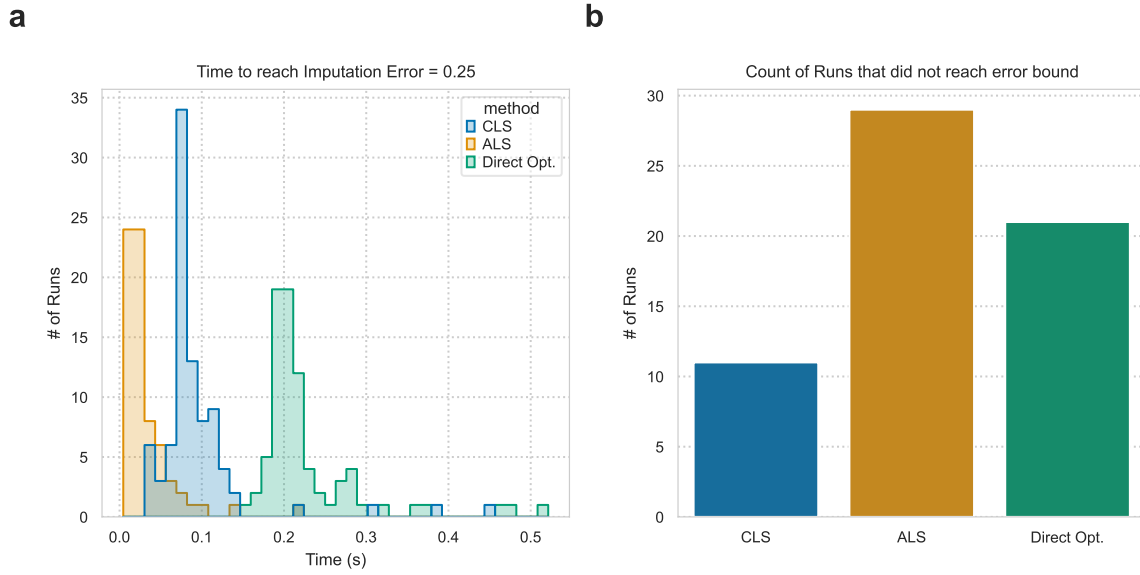 a
Time to reach Imputation Error = 0.25
35
30
25
20
15
10
5
0
# of Runs
0.0 0.1 0.2 0.3 0.4 0.5
Time (s)
method
CLS
ALS
Direct Opt.
b
Count of Runs that did not reach error bound
30
25
20
15
10
5
0
# of Runs
CLS ALS Direct Opt.